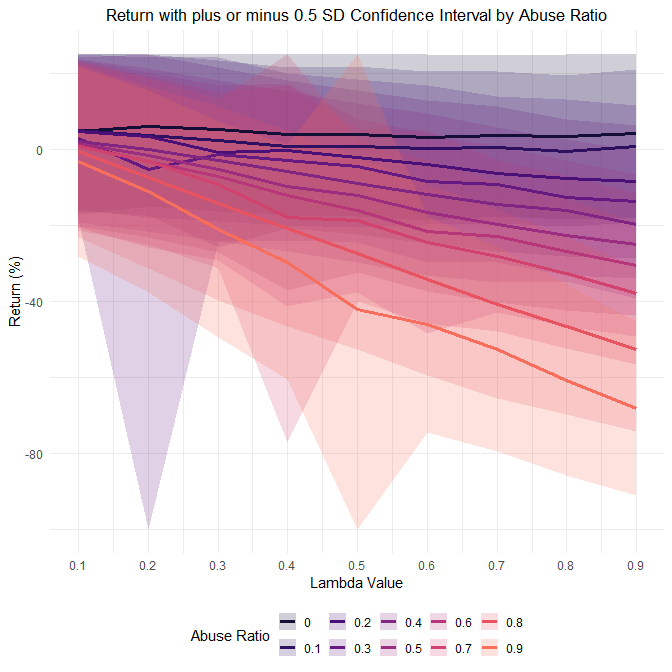 Return with plus or minus 0.5 SD Confidence Interval by Abuse Ratio
Return (%)
0
-40
-80
0.1 0.2 0.3 0.4 0.5 0.6 0.7 0.8 0.9
Lambda Value
Abuse Ratio
0 0.2 0.4 0.6 0.8
0.1 0.3 0.5 0.7 0.9